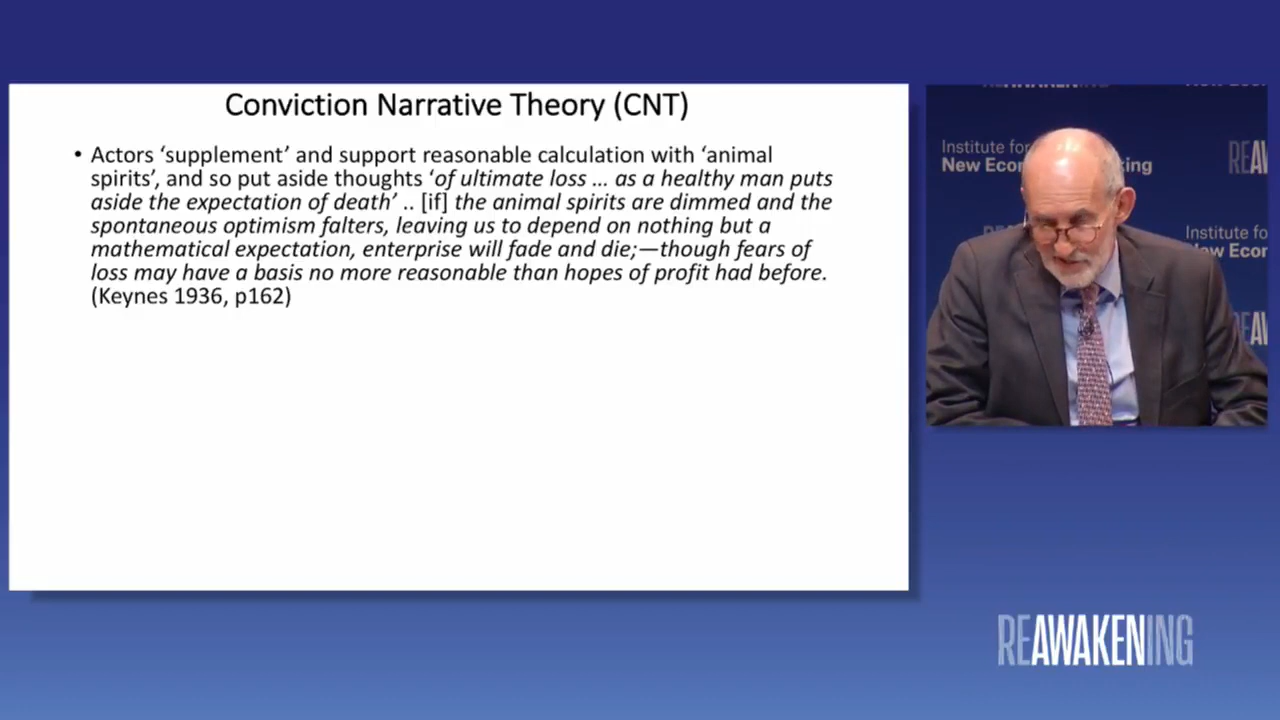 Conviction Narrative Theory (CNT)
• Actors ‘supplement’ and support reasonable calculation with ‘animal
spirits’, and so put aside thoughts ‘of ultimate loss ... as a healthy man puts
aside the expectation of death’ .. [if] the animal spirits are dimmed and the
spontaneous optimism falters, leaving us to depend on nothing but a
mathematical expectation, enterprise will fade and die;—though fears of
loss may have a basis no more reasonable than hopes of profit had before.
(Keynes 1936, p162)
Institute for
New Econ king
REAW
Institute for
New Econ
REAWAKENING